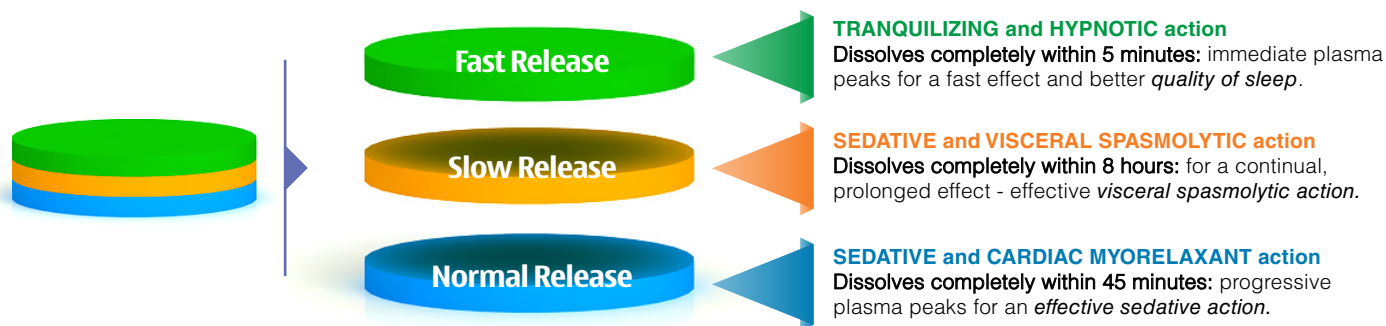 Fast Release
TRANQUILIZING and HYPNOTIC action
Dissolves completely within 5 minutes: immediate plasma
peaks for a fast effect and better quality of sleep.
Slow Release
SEDATIVE and VISCERAL SPASMOLYTIC action
Dissolves completely within 8 hours: for a continual,
prolonged effect - effective visceral spasmolytic action.
Normal Release
SEDATIVE and CARDIAC MYORELAXANT action
Dissolves completely within 45 minutes: progressive
plasma peaks for an effective sedative action.